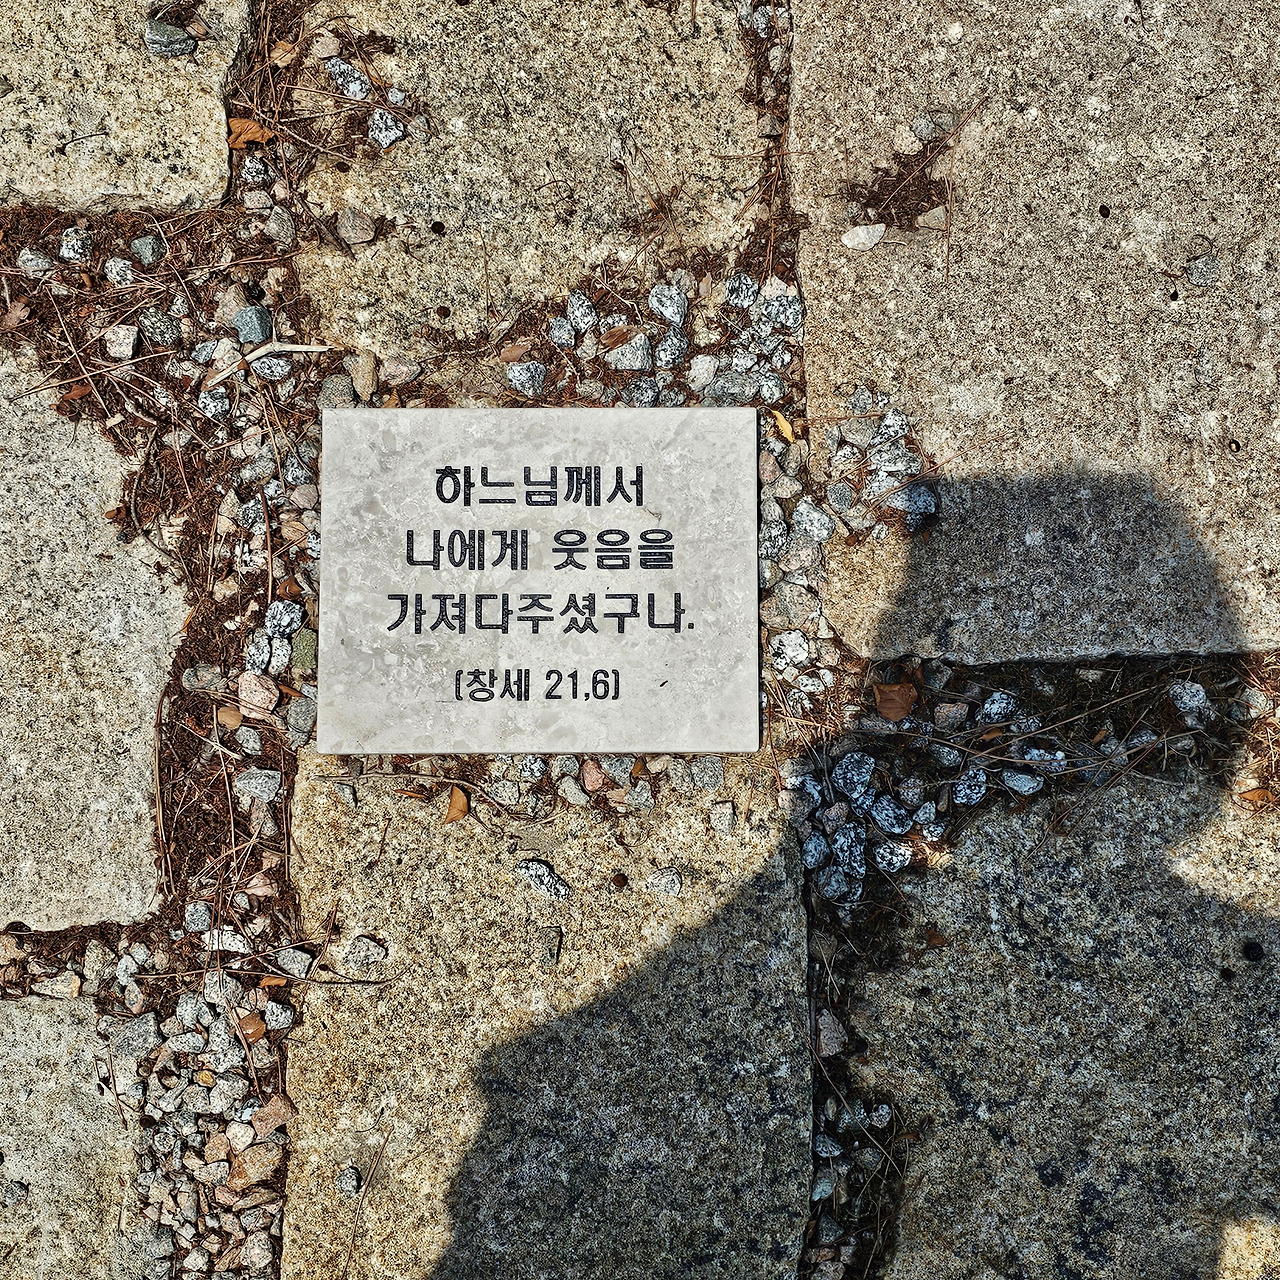 하느님께서
나에게 웃음을
가져다주셨구나.
(창세 21,6)